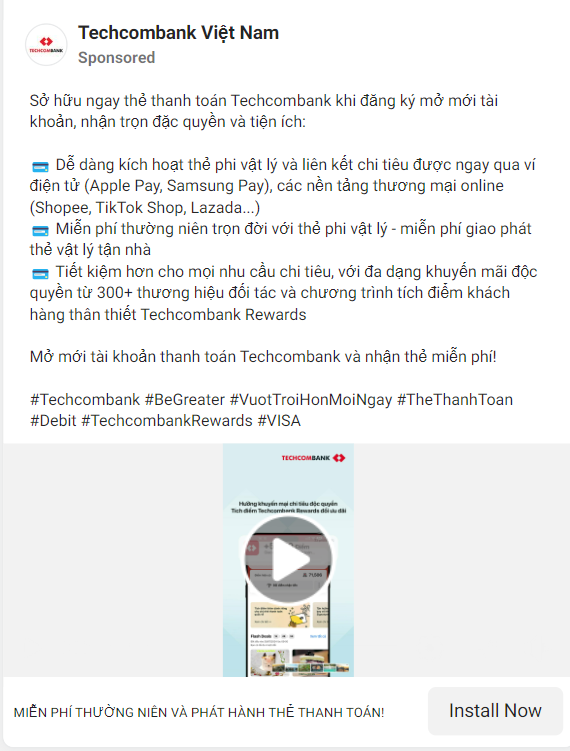 Techcombank Việt Nam
TECHCOMBANK
Sponsored
Sở hữu ngay thẻ thanh toán Techcombank khi đăng ký mở mới tài
khoản, nhận trọn đặc quyền và tiện ích:
Dễ dàng kích hoạt thẻ phi vật lý và liên kết chi tiêu được ngay qua ví
điện tử (Apple Pay, Samsung Pay), các nền tảng thương mại online
(Shopee, TikTok Shop, Lazada...)
Miễn phí thường niên trọn đời với thẻ phi vật lý - miễn phí giao phát
thẻ vật lý tận nhà
Tiết kiệm hơn cho mọi nhu cầu chi tiêu, với đa dạng khuyến mãi độc
quyền từ 300+ thương hiệu đối tác và chương trình tích điểm khách
hàng thân thiết Techcombank Rewards
Mở mới tài khoản thanh toán Techcombank và nhận thẻ miễn phí!
#Techcombank #BeGreater #VuotTroiHonMoiNgay #TheThanhToan
#Debit #TechcombankRewards #VISA
TECHCOMBANK
Hưởng khuyến mại chi tiêu độc quyền
Tích điểm Techcombank Rewards đổi ưu đãi
71,500
Flash Deals
MIỄN PHÍ THƯỜNG NIÊN VÀ PHÁT HÀNH THẺ THANH TOÁN!
Install Now